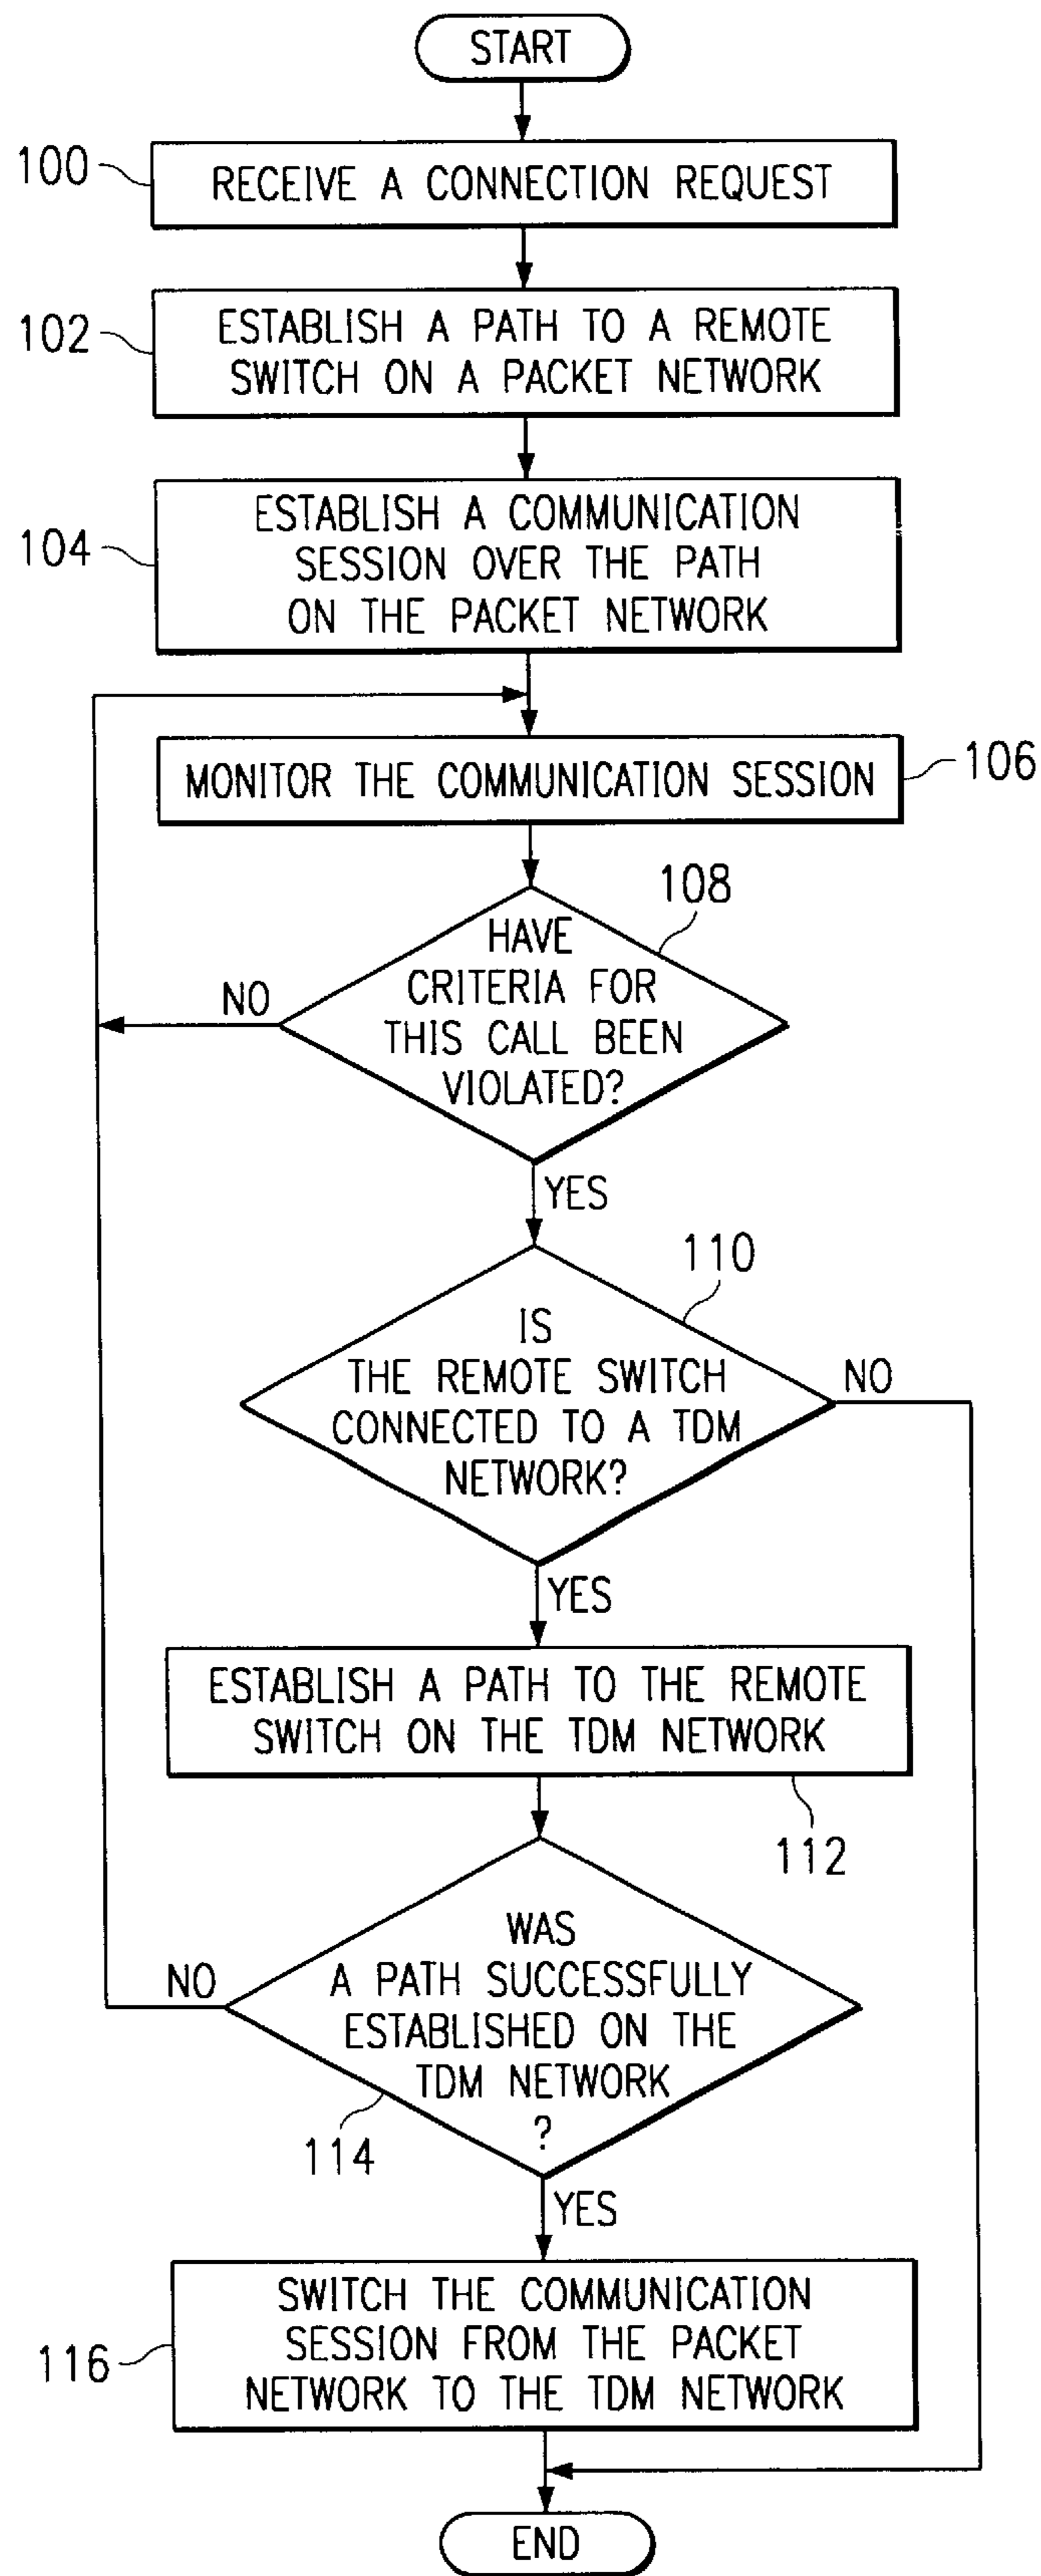 START
100
RECEIVE A CONNECTION REQUEST
102
ESTABLISH A PATH TO A REMOTE
SWITCH ON A PACKET NETWORK
104
ESTABLISH A COMMUNICATION
SESSION OVER THE PATH
ON THE PACKET NETWORK
MONITOR THE COMMUNICATION SESSION
106
108
HAVE
CRITERIA FOR
THIS CALL BEEN
VIOLATED?
NO
YES
110
IS
THE REMOTE SWITCH
CONNECTED TO A TDM
NETWORK?
NO
YES
ESTABLISH A PATH TO THE REMOTE
SWITCH ON THE TDM NETWORK
112
WAS
A PATH SUCCESSFULLY
ESTABLISHED ON THE
TDM NETWORK
?
NO
114
YES
SWITCH THE COMMUNICATION
SESSION FROM THE PACKET
NETWORK TO THE TDM NETWORK
116
END